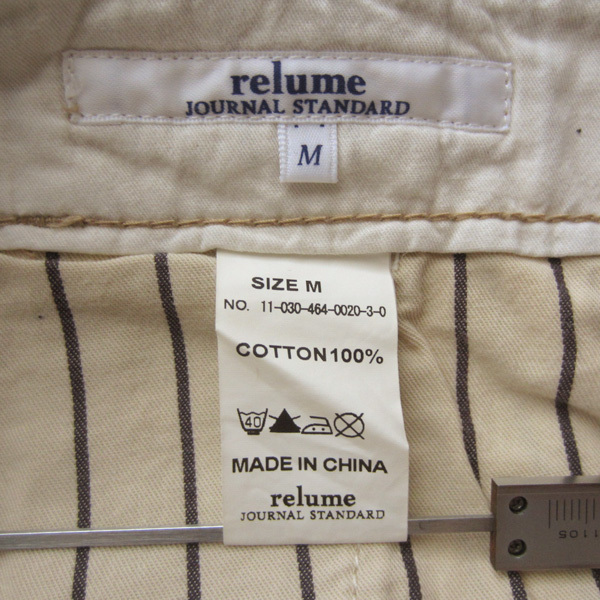 relume
JOURNAL STANDARD
M
SIZE M
NO. 11-030-464-0020-3-0
COTTON100%
40
MADE IN CHINA
relume
JOURNAL STANDARD